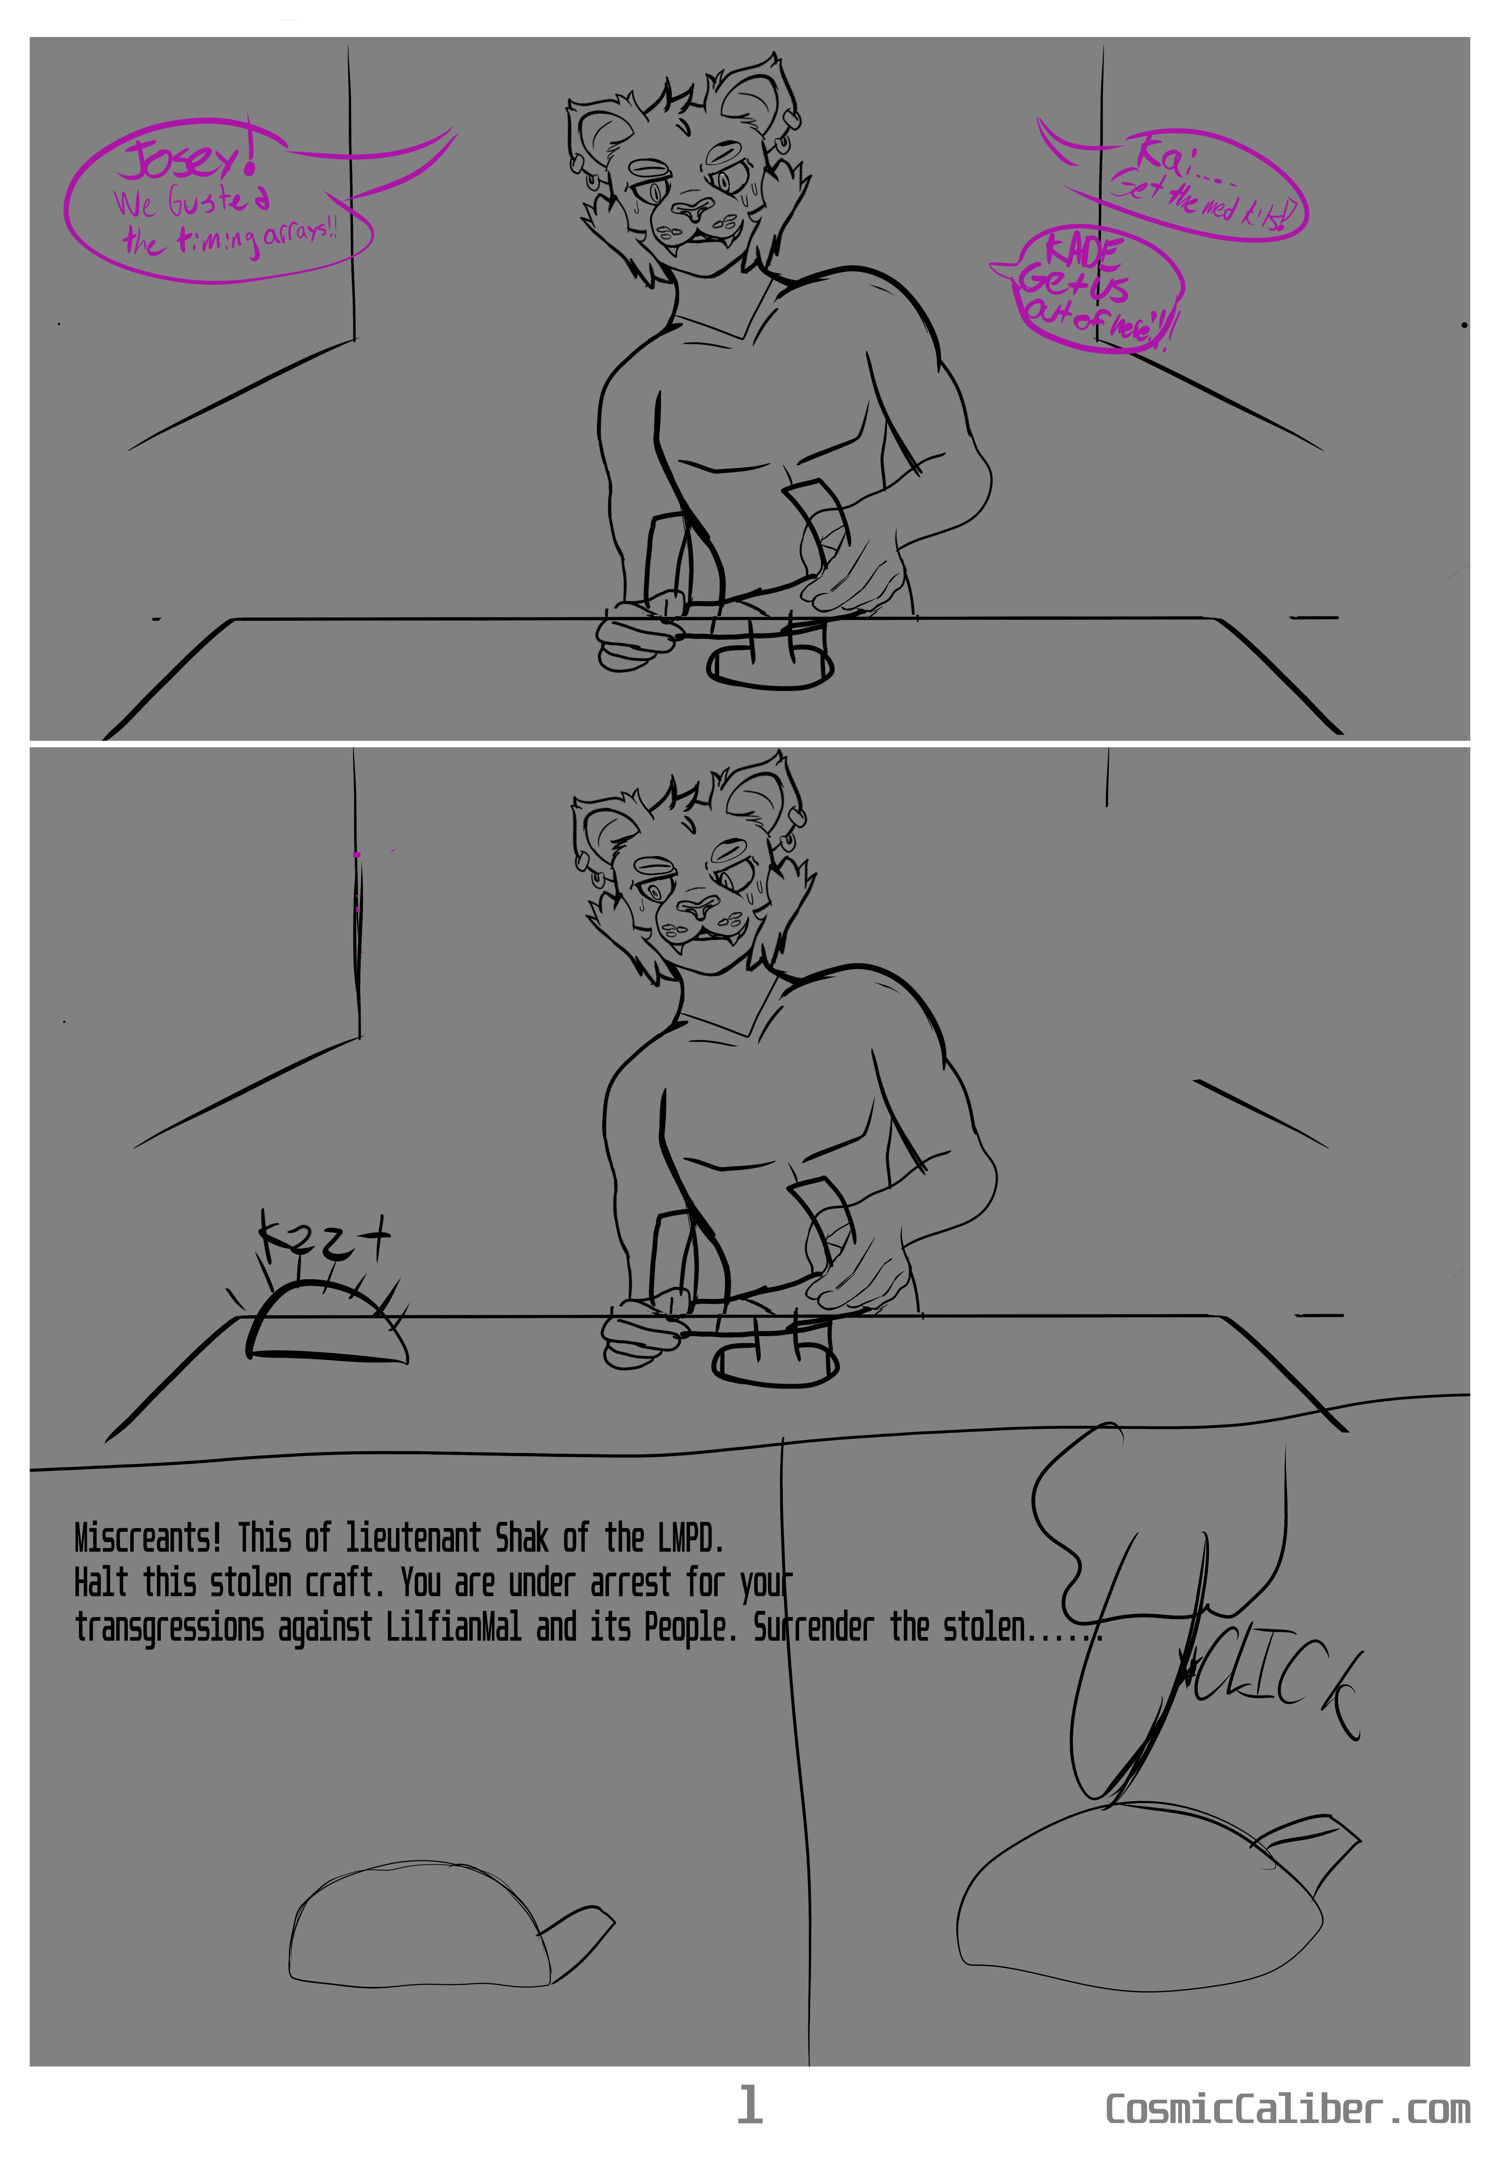 Josey!
We Gusted
the timing arrays!!
Kai....
Get the med kits!
KADE
Get us
out of here!!!
kzzt
Miscreants! This of lieutenant Shak of the LMPD.
Halt this stolen craft. You are under arrest for your
transgressions against LilfianMal and its People. Surrender the stolen......
CLICK
1
CosmicCaliber.com